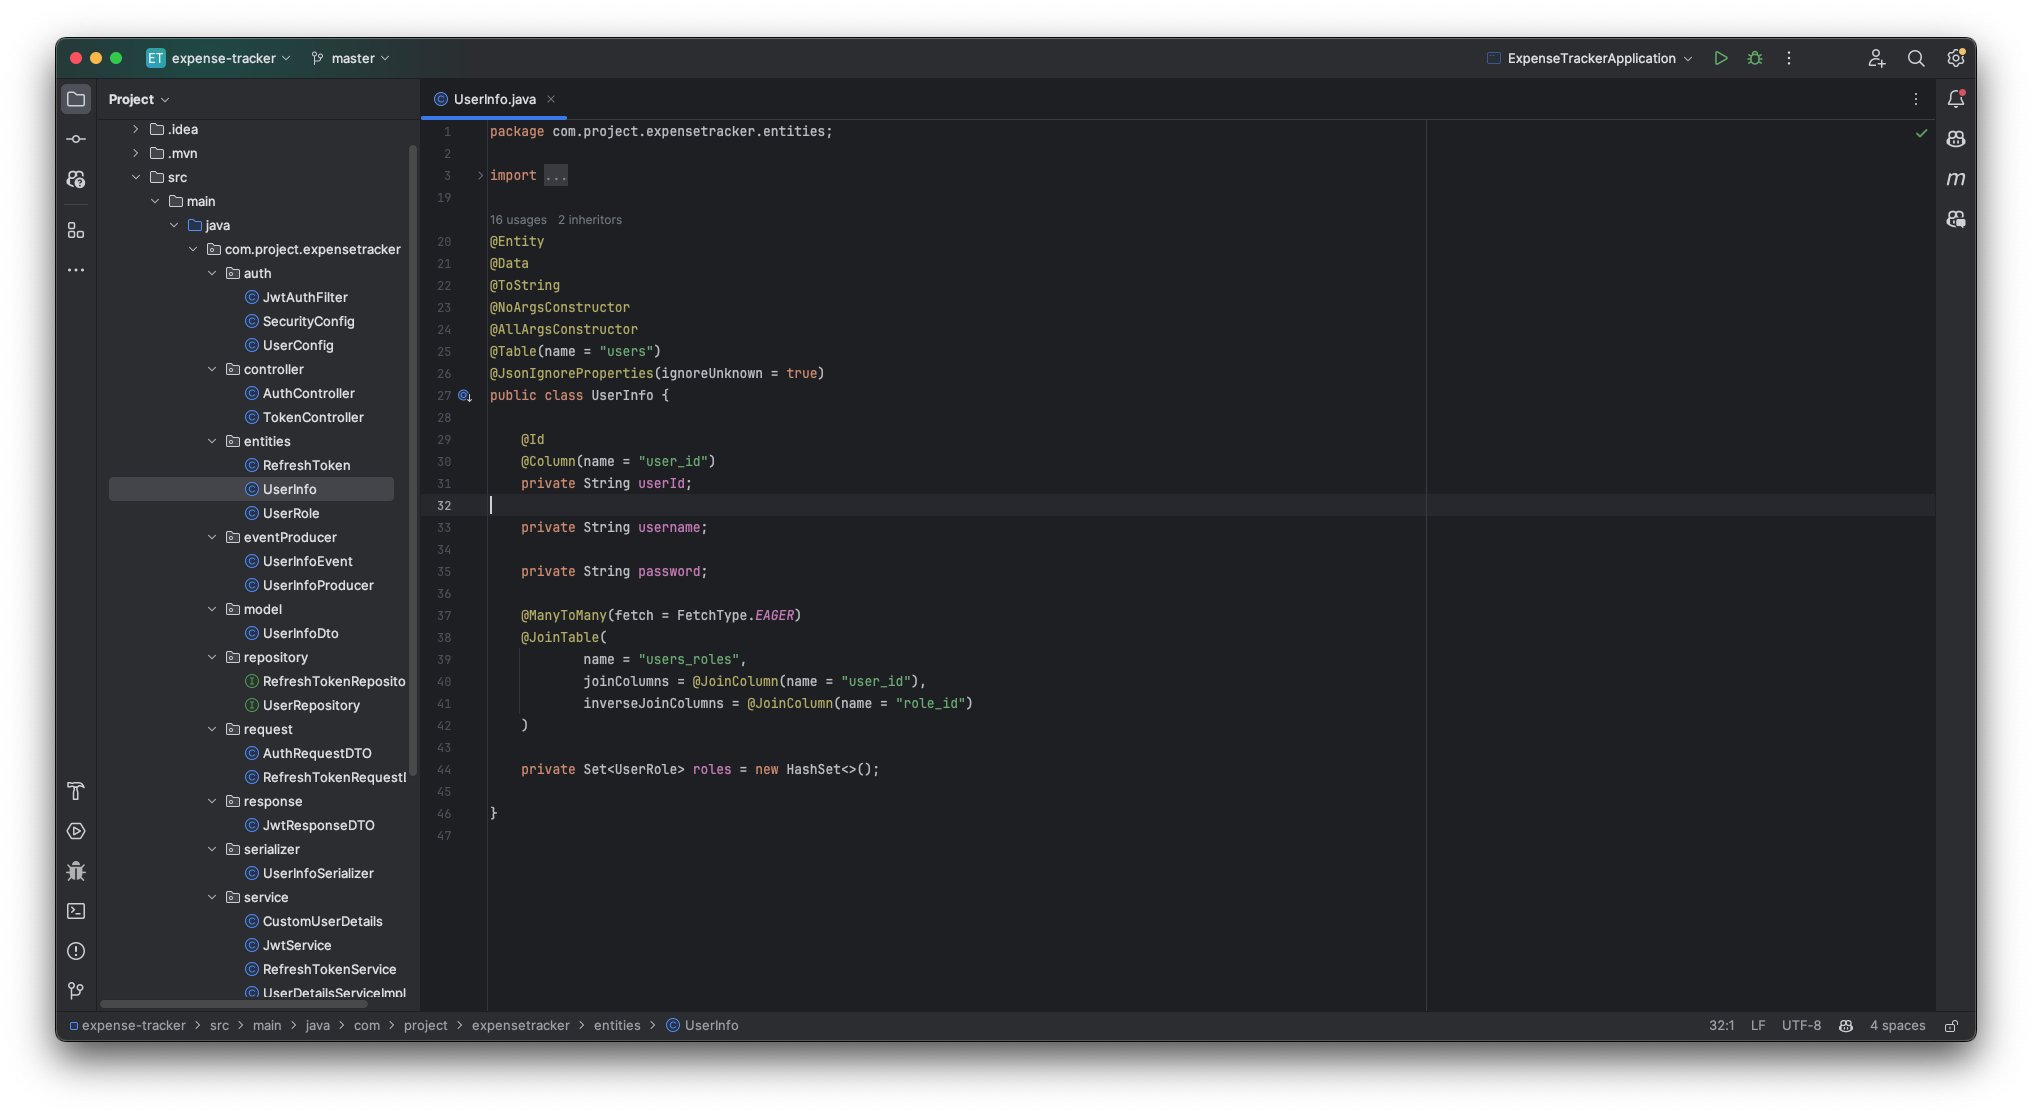 ET expense-tracker master ExpenseTrackerApplication
Project
.idea
.mvn
src
main
java
com.project.expensetracker
auth
JwtAuthFilter
SecurityConfig
UserConfig
controller
AuthController
TokenController
entities
RefreshToken
UserInfo
UserRole
eventProducer
UserInfoEvent
UserInfoProducer
model
UserInfoDto
repository
RefreshTokenReposito
UserRepository
request
AuthRequestDTO
RefreshTokenRequest
response
JwtResponseDTO
serializer
UserInfoSerializer
service
CustomUserDetails
JwtService
RefreshTokenService
UserDetailsServiceImpl
UserInfo.java
1 package com.project.expensetracker.entities;
2
3 import ...
19
16 usages 2 inheritors
20 @Entity
21 @Data
22 @ToString
23 @NoArgsConstructor
24 @AllArgsConstructor
25 @Table(name = "users")
26 @JsonIgnoreProperties(ignoreUnknown = true)
27 public class UserInfo {
28
29 @Id
30 @Column(name = "user_id")
31 private String userId;
32
33 private String username;
34
35 private String password;
36
37 @ManyToMany(fetch = FetchType.EAGER)
38 @JoinTable(
39 name = "users_roles",
40 joinColumns = @JoinColumn(name = "user_id"),
41 inverseJoinColumns = @JoinColumn(name = "role_id")
42 )
43
44 private Set<UserRole> roles = new HashSet<>();
45
46 }
47
m
expense-tracker > src > main > java > com > project > expensetracker > entities > UserInfo 32:1 LF UTF-8 4 spaces